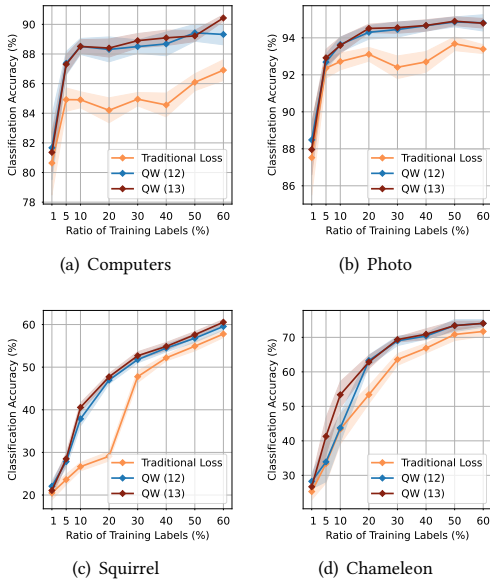 90
88
86
84
82
80
78
Classification Accuracy (%)
Traditional Loss
QW (12)
QW (13)
1 5 10 20 30 40 50 60
Ratio of Training Labels (%)
(a) Computers
94
92
90
88
86
Classification Accuracy (%)
Traditional Loss
QW (12)
QW (13)
1 5 10 20 30 40 50 60
Ratio of Training Labels (%)
(b) Photo
60
50
40
30
20
Classification Accuracy (%)
Traditional Loss
QW (12)
QW (13)
1 5 10 20 30 40 50 60
Ratio of Training Labels (%)
(c) Squirrel
70
60
50
40
30
Classification Accuracy (%)
Traditional Loss
QW (12)
QW (13)
1 5 10 20 30 40 50 60
Ratio of Training Labels (%)
(d) Chameleon